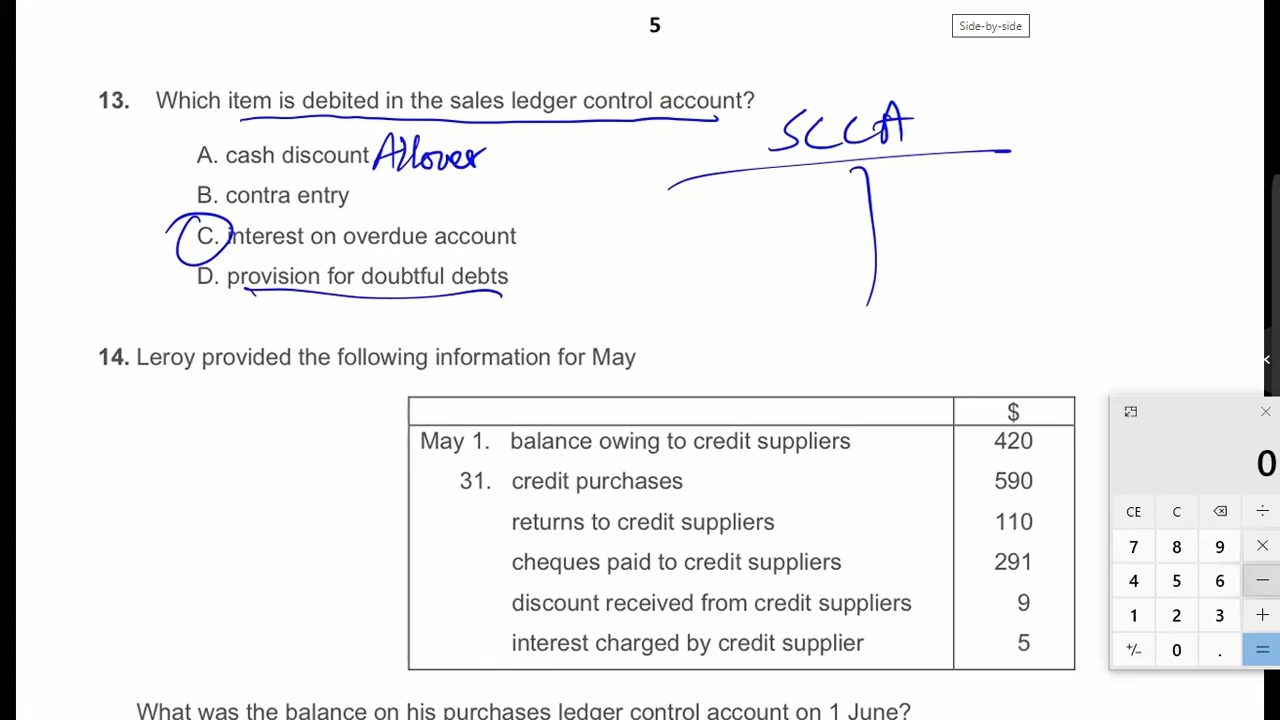 5
Side-by-side
13. Which item is debited in the sales ledger control account?
SCCA
A. cash discount Allower
B. contra entry
C. interest on overdue account
D. provision for doubtful debts
14. Leroy provided the following information for May
$
May 1. balance owing to credit suppliers 420
31. credit purchases 590
returns to credit suppliers 110
cheques paid to credit suppliers 291
discount received from credit suppliers 9
interest charged by credit supplier 5
0
CE C ⌫ ÷
7 8 9 ×
4 5 6 −
1 2 3 +
+/- 0 . =
What was the balance on his purchases ledger control account on 1 June?